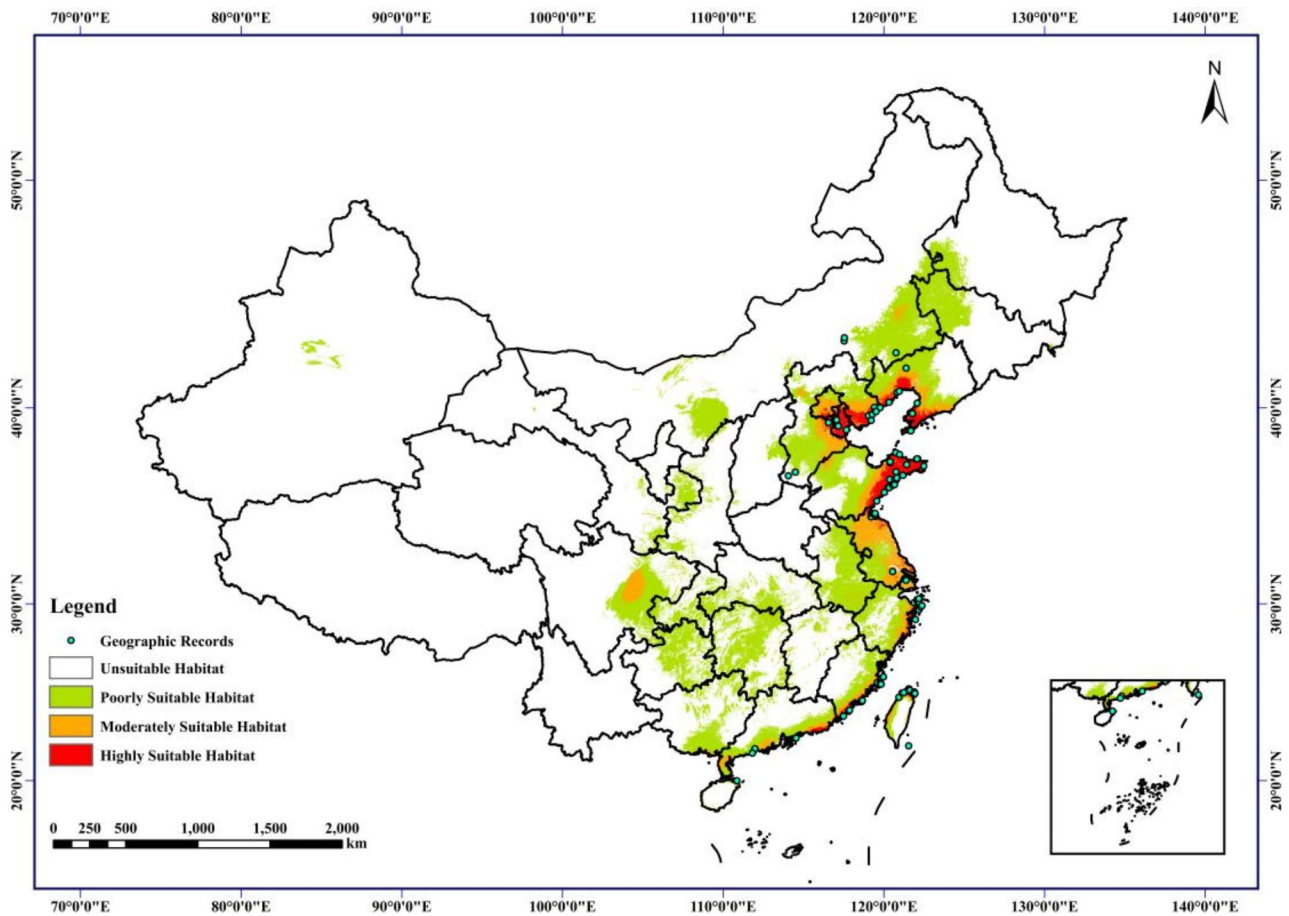 70°0'0"E 80°0'0"E 90°0'0"E 100°0'0"E 110°0'0"E 120°0'0"E 130°0'0"E 140°0'0"E
N
50°0'0"N 50°0'0"N
40°0'0"N 40°0'0"N
30°0'0"N 30°0'0"N
20°0'0"N 20°0'0"N
Legend
Geographic Records
Unsuitable Habitat
Poorly Suitable Habitat
Moderately Suitable Habitat
Highly Suitable Habitat
0 250 500 1,000 1,500 2,000
km
70°0'0"E 80°0'0"E 90°0'0"E 100°0'0"E 110°0'0"E 120°0'0"E 130°0'0"E 140°0'0"E